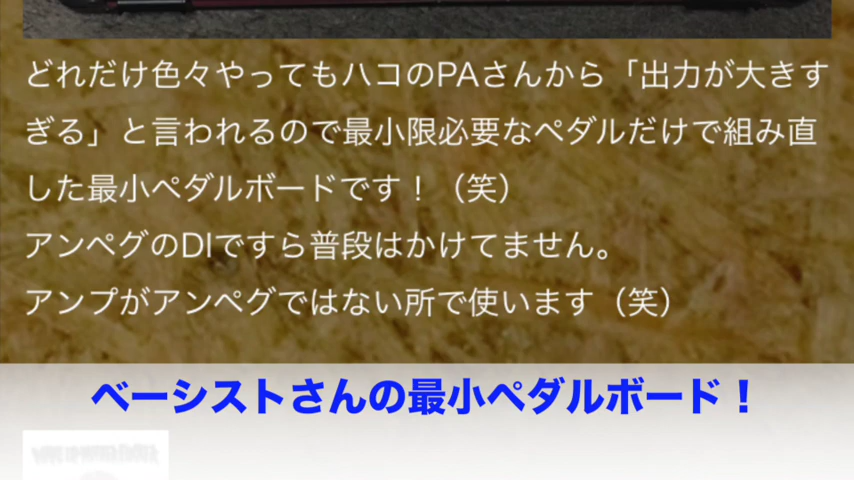 どれだけ色々やってもハコのPAさんから「出力が大きす
ぎる」と言われるので最小限必要なペダルだけで組み直
した最小ペダルボードです！（笑）
アンペグのDIですら普段はかけてません。
アンプがアンペグではない所で使います（笑）
ベーシストさんの最小ペダルボード！